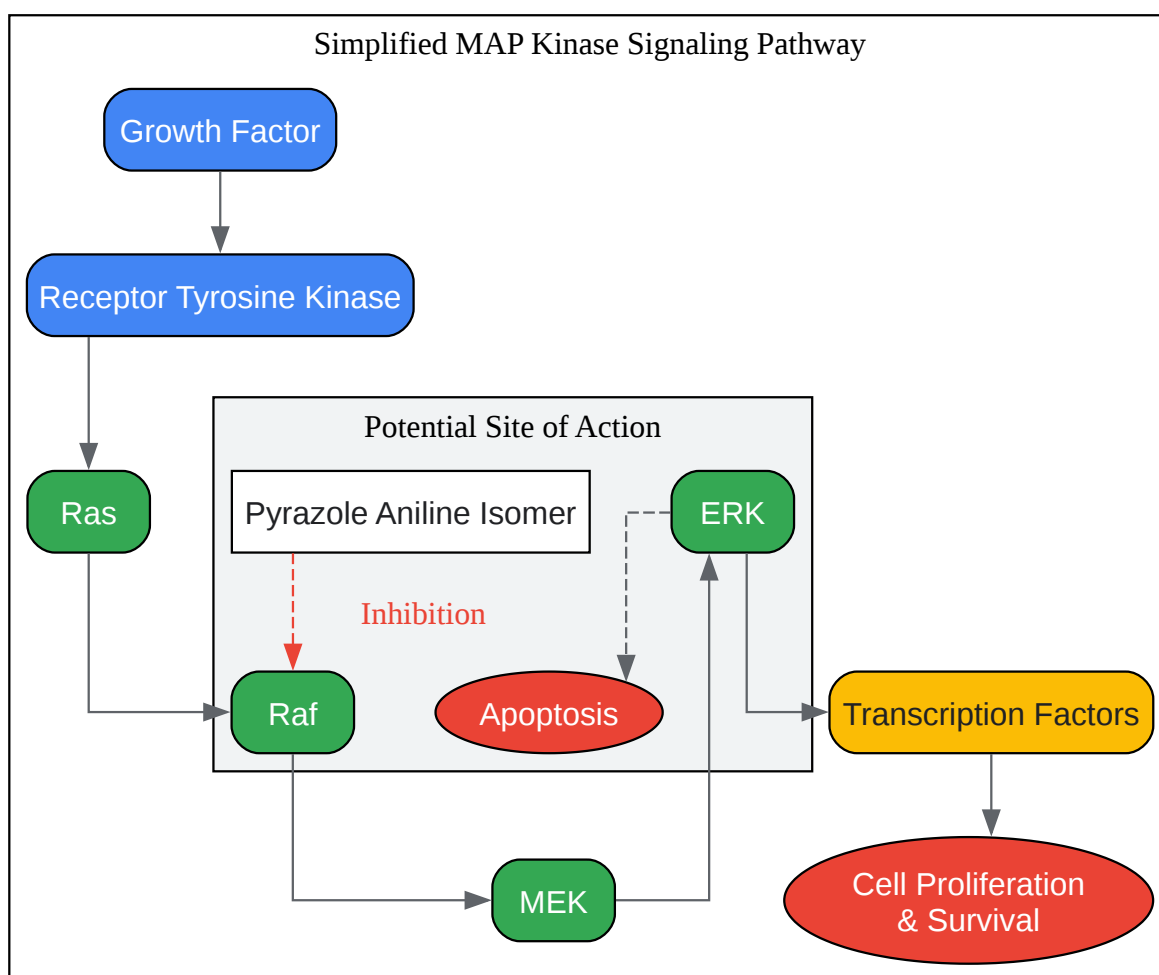 Simplified MAP Kinase Signaling Pathway
Growth Factor
Receptor Tyrosine Kinase
Potential Site of Action
Ras
Pyrazole Aniline Isomer
ERK
Inhibition
Raf
Apoptosis
Transcription Factors
MEK
Cell Proliferation
& Survival